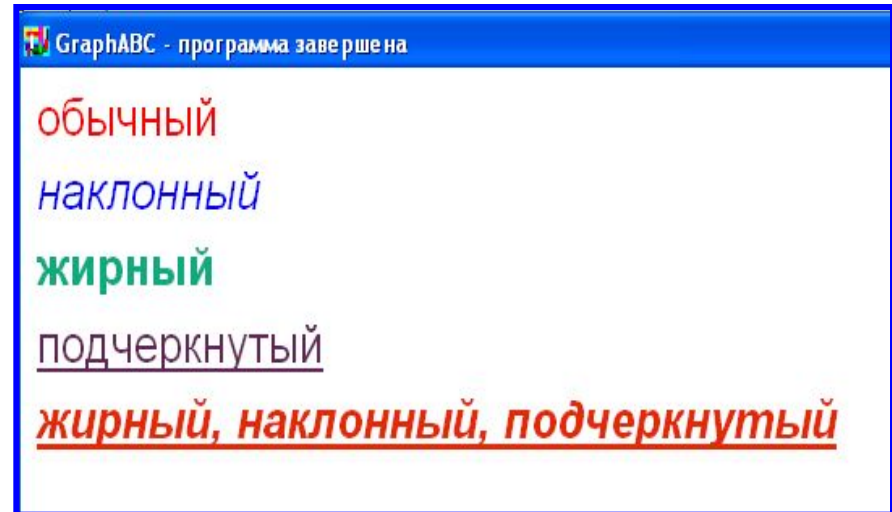 GraphABC - программа завершена
обычный
наклонный
жирный
подчеркнутый
жирный, наклонный, подчеркнутый